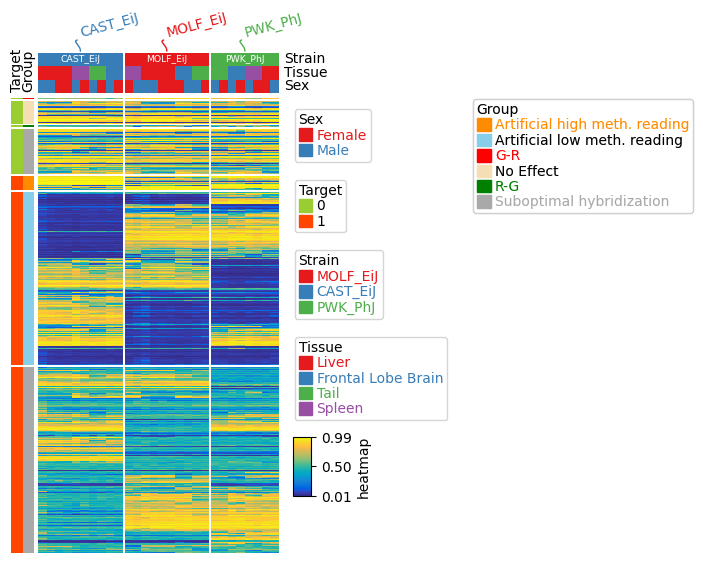 CAST_EiJ
MOLF_EiJ
PWK_PhJ
Target
Group
CAST_EiJ
MOLF_EiJ
PWK_PhJ
Strain
Tissue
Sex
Sex
Female
Male
Target
0
1
Strain
MOLF_EiJ
CAST_EiJ
PWK_PhJ
Tissue
Liver
Frontal Lobe Brain
Tail
Spleen
0.99
0.50
0.01
heatmap
Group
Artificial high meth. reading
Artificial low meth. reading
G-R
No Effect
R-G
Suboptimal hybridization